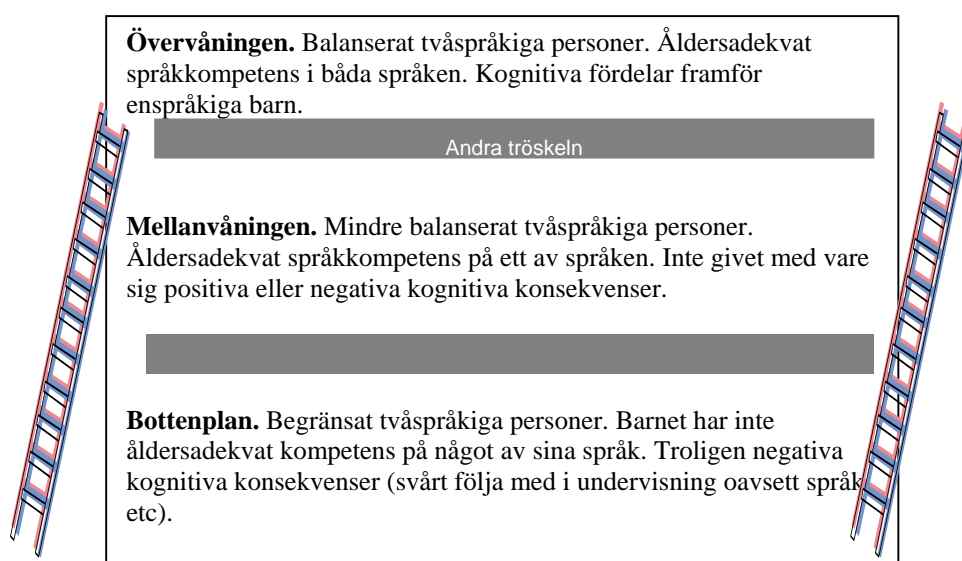 Övervåningen. Balanserat tvåspråkiga personer. Åldersadekvat
språkkompetens i båda språken. Kognitiva fördelar framför
enspråkiga barn.
Andra tröskeln
Mellanvåningen. Mindre balanserat tvåspråkiga personer.
Åldersadekvat språkkompetens på ett av språken. Inte givet med vare
sig positiva eller negativa kognitiva konsekvenser.
Bottenplan. Begränsat tvåspråkiga personer. Barnet har inte
åldersadekvat kompetens på något av sina språk. Troligen negativa
kognitiva konsekvenser (svårt följa med i undervisning oavsett språk
etc).